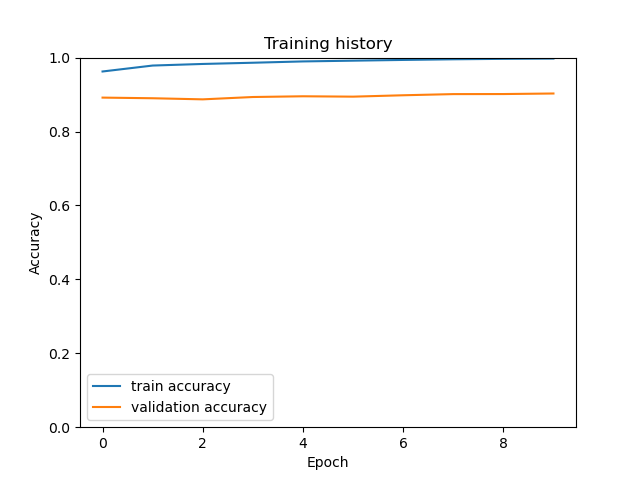 Training history
1.0
0.8
0.6
0.4
0.2
0.0
Accuracy
train accuracy
validation accuracy
0 2 4 6 8
Epoch